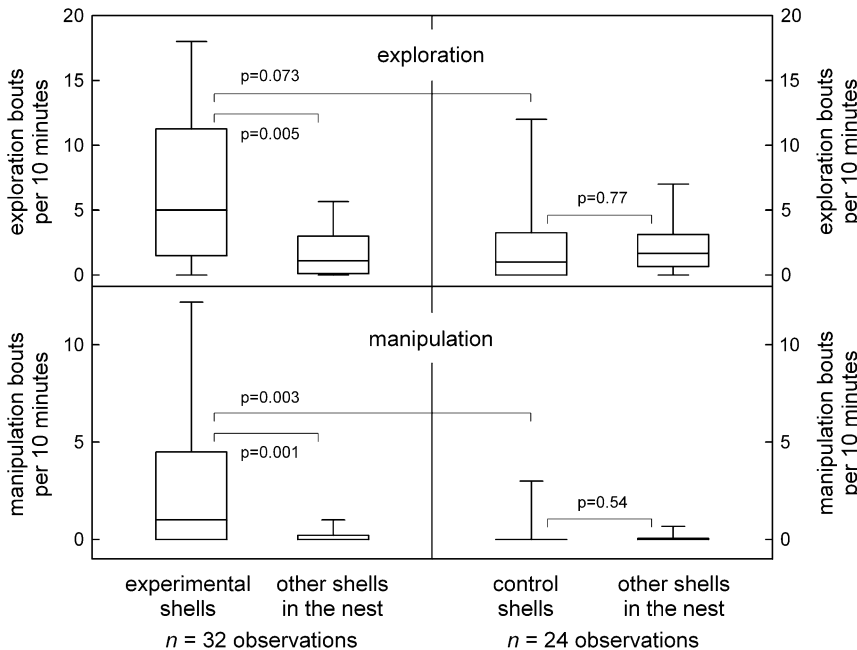 20
15
10
5
0
exploration bouts
per 10 minutes
exploration
p=0.073
p=0.005
p=0.77
20
15
10
5
0
exploration bouts
per 10 minutes
10
5
0
manipulation bouts
per 10 minutes
manipulation
p=0.003
p=0.001
p=0.54
10
5
0
manipulation bouts
per 10 minutes
experimental
shells
other shells
in the nest
control
shells
other shells
in the nest
n = 32 observations
n = 24 observations